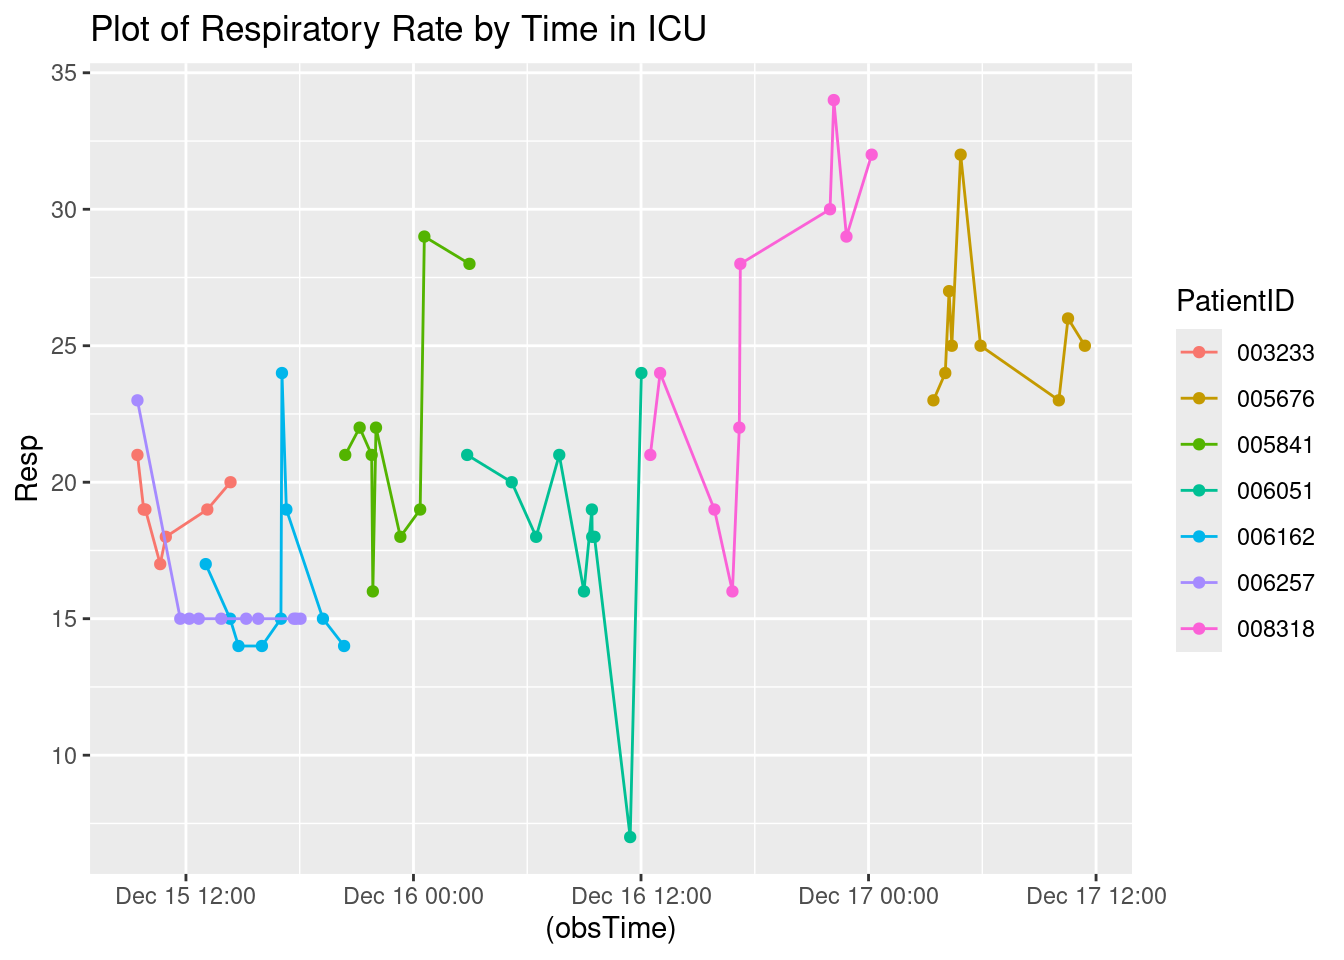 Plot of Respiratory Rate by Time in ICU
35
30
25
20
15
10
Resp
Dec 15 12:00
Dec 16 00:00
Dec 16 12:00
Dec 17 00:00
Dec 17 12:00
(obsTime)
PatientID
003233
005676
005841
006051
006162
006257
008318